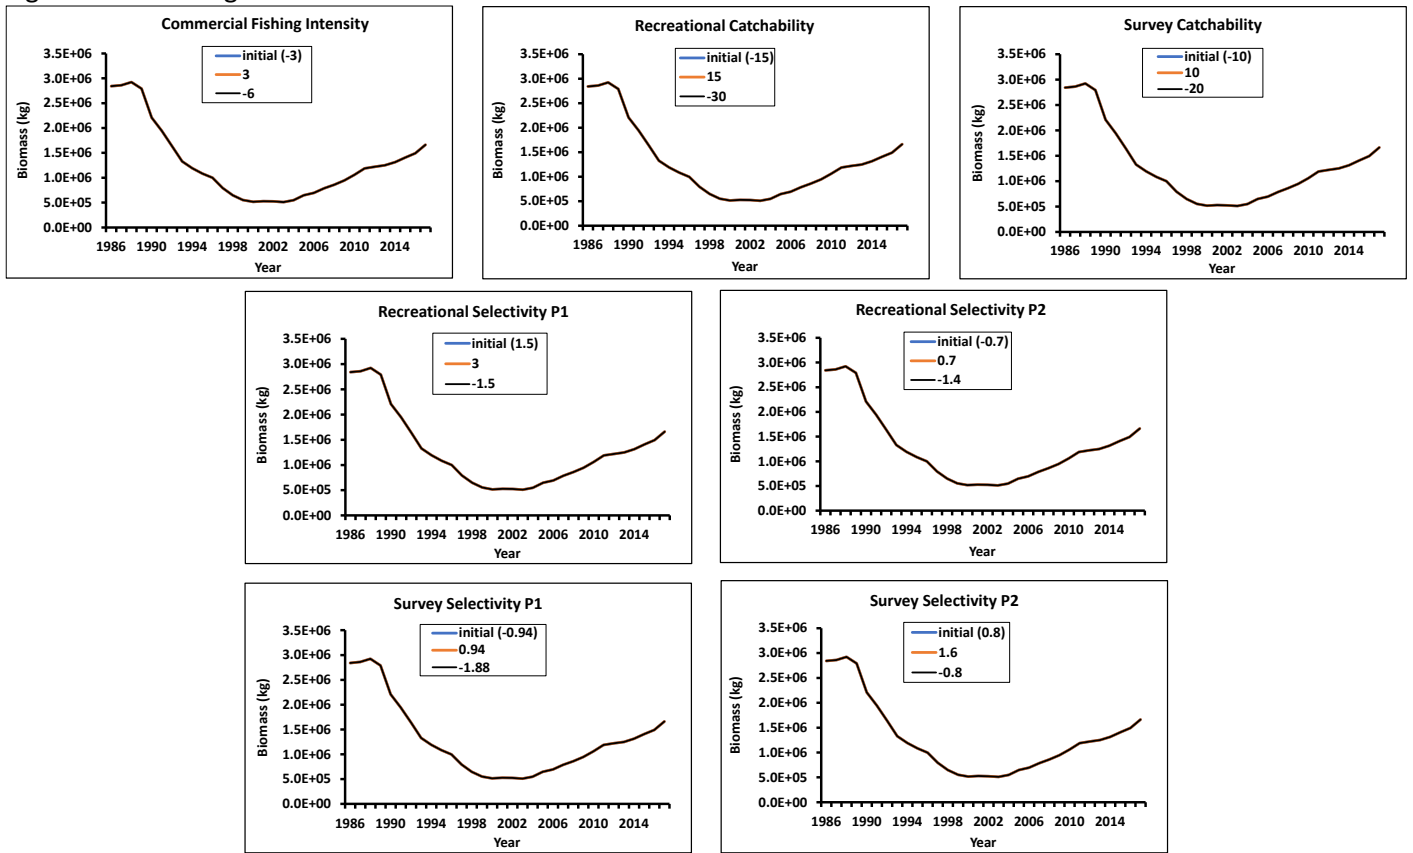 Commercial Fishing Intensity
initial (-3)
3
-6
3.5E+06
3.0E+06
2.5E+06
2.0E+06
1.5E+06
1.0E+06
5.0E+05
0.0E+00
Biomass (kg)
1986 1990 1994 1998 2002 2006 2010 2014
Year
Recreational Catchability
initial (-15)
15
-30
3.5E+06
3.0E+06
2.5E+06
2.0E+06
1.5E+06
1.0E+06
5.0E+05
0.0E+00
Biomass (kg)
1986 1990 1994 1998 2002 2006 2010 2014
Year
Survey Catchability
initial (-10)
10
-20
3.5E+06
3.0E+06
2.5E+06
2.0E+06
1.5E+06
1.0E+06
5.0E+05
0.0E+00
Biomass (kg)
1986 1990 1994 1998 2002 2006 2010 2014
Year
Recreational Selectivity P1
initial (1.5)
3
-1.5
3.5E+06
3.0E+06
2.5E+06
2.0E+06
1.5E+06
1.0E+06
5.0E+05
0.0E+00
Biomass (kg)
1986 1990 1994 1998 2002 2006 2010 2014
Year
Recreational Selectivity P2
initial (-0.7)
0.7
-1.4
3.5E+06
3.0E+06
2.5E+06
2.0E+06
1.5E+06
1.0E+06
5.0E+05
0.0E+00
Biomass (kg)
1986 1990 1994 1998 2002 2006 2010 2014
Year
Survey Selectivity P1
initial (-0.94)
0.94
-1.88
3.5E+06
3.0E+06
2.5E+06
2.0E+06
1.5E+06
1.0E+06
5.0E+05
0.0E+00
Biomass (kg)
1986 1990 1994 1998 2002 2006 2010 2014
Year
Survey Selectivity P2
initial (0.8)
1.6
-0.8
3.5E+06
3.0E+06
2.5E+06
2.0E+06
1.5E+06
1.0E+06
5.0E+05
0.0E+00
Biomass (kg)
1986 1990 1994 1998 2002 2006 2010 2014
Year